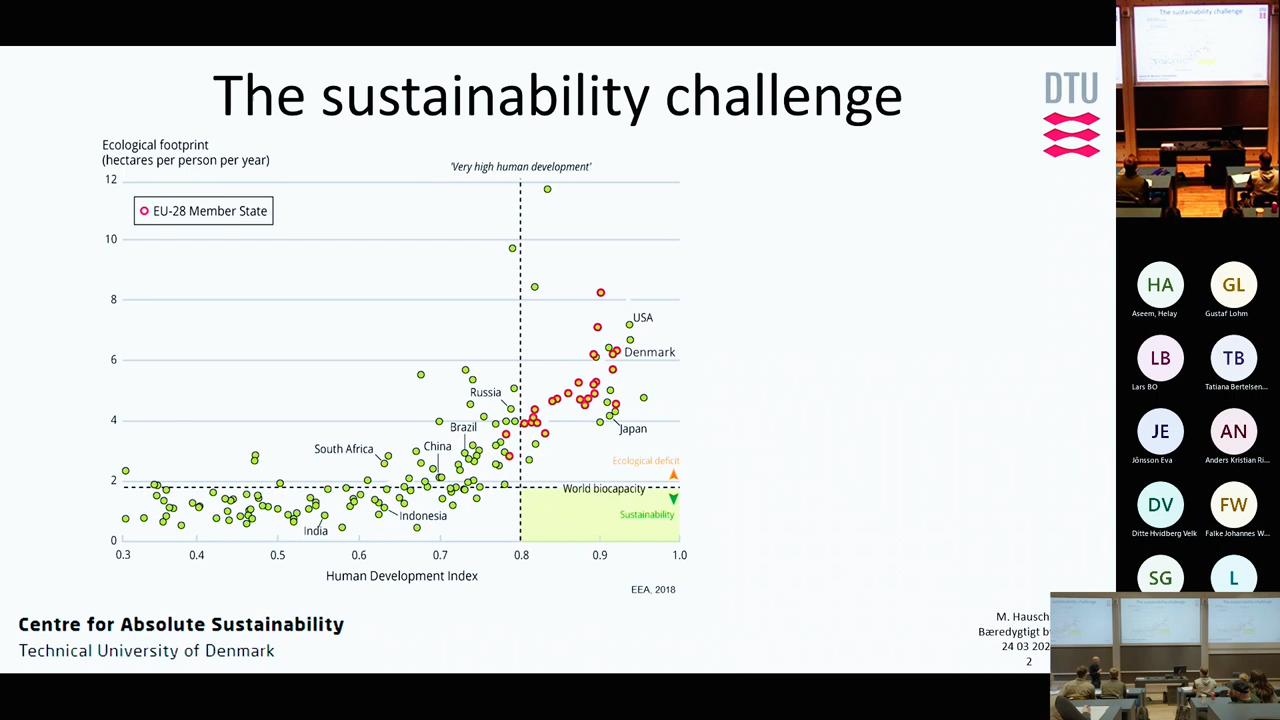 The sustainability challenge
DTU
Ecological footprint
(hectares per person per year)
'Very high human development'
12
EU-28 Member State
10
8
USA
6
Denmark
Russia
4
Brazil
Japan
South Africa
China
Ecological deficit
2
World biocapacity
Sustainability
Indonesia
India
0
0.3
0.4
0.5
0.6
0.7
0.8
0.9
1.0
Human Development Index
EEA, 2018
Centre for Absolute Sustainability
Technical University of Denmark
M. Hausch
Bæredygtigt b
24 03 202
2
The sustainability challenge
HA
Aseem, Helay
GL
Gustaf Lohm
LB
Lars BO
TB
Tatiana Bertelsen...
JE
Jönsson Eva
AN
Anders Kristian Ri...
DV
Ditte Hvidberg Velk
FW
Falke Johannes W...
SG
L